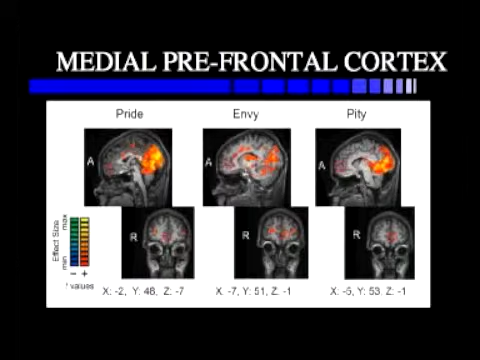 MEDIAL PRE-FRONTAL CORTEX
Pride Envy Pity
A A A
R R R
Effect Size
min max
- +
values
X: -2, Y: 48, Z: -7 X. -7, Y: 51, Z: -1 X: -5, Y: 53 Z: -1